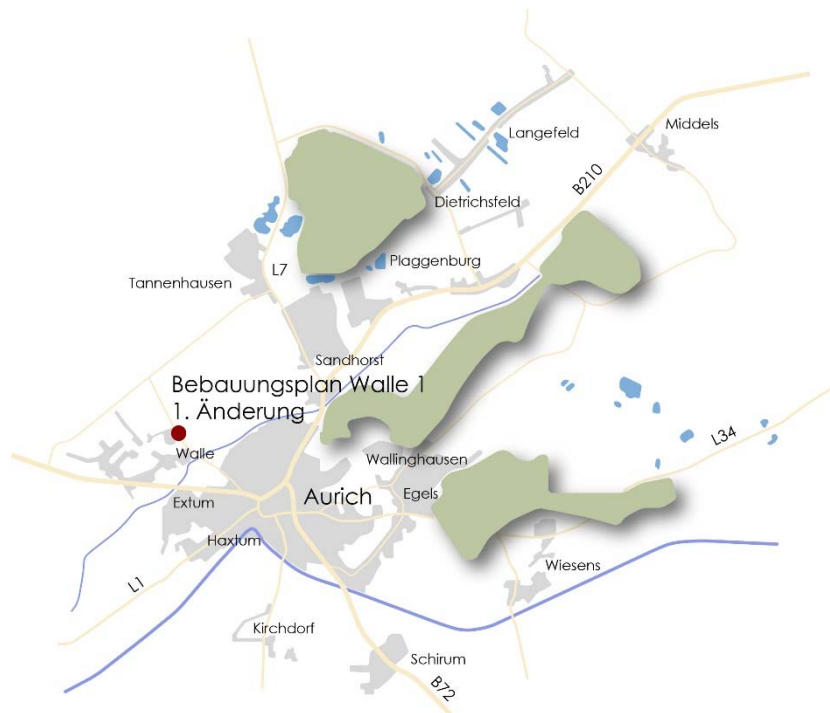 Langefeld
Middels
B210
Dietrichsfeld
Plaggenburg
L7
Tannenhausen
Sandhorst
Bebauungsplan Walle 1
1. Änderung
L34
Walle
Wallinghausen
Extum
Aurich
Egels
Haxtum
Wiesens
L1
Kirchdorf
Schirum
B72